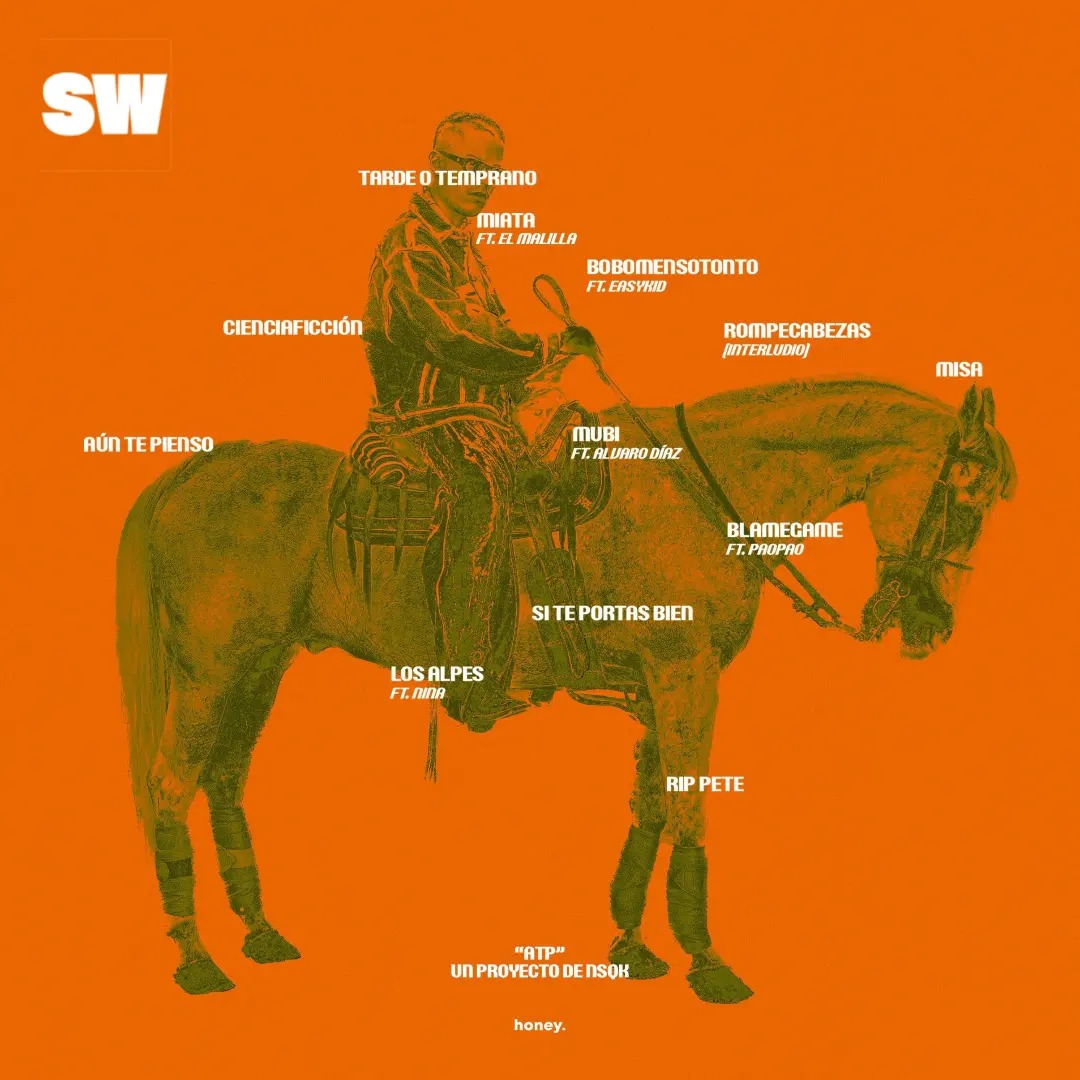 SW
TARDE O TEMPRANO
MIATA
FT. EL MALILLA
BOBOMENSOTONTO
FT. EASYKID
CIENCIAFICCIÓN
ROMPECABEZAS
[INTERLUDIO]
MISA
AÚN TE PIENSO
MUBI
FT. ALVARO DÍAZ
BLAMEGAME
FT. PAOPAO
SI TE PORTAS BIEN
LOS ALPES
FT. NINA
RIP PETE
"ATP"
UN PROYECTO DE NSQK
honey.